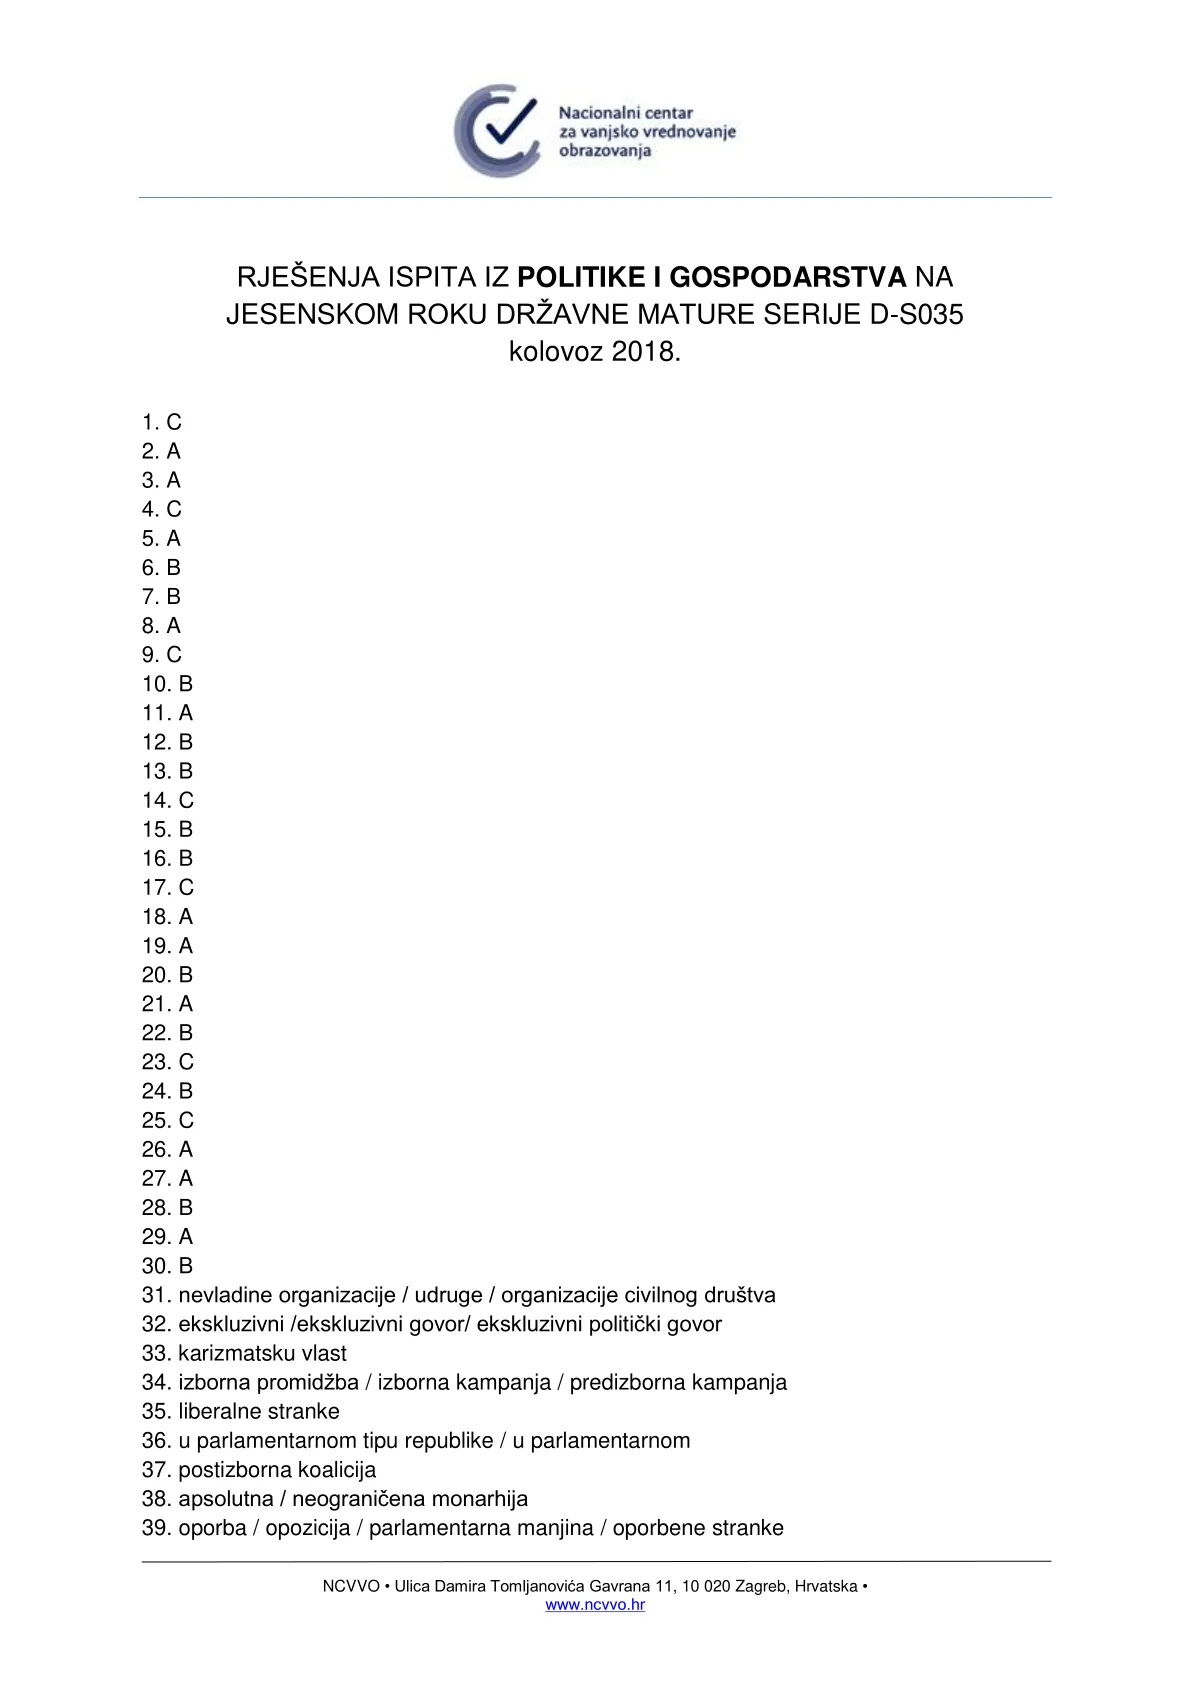 Nacionalni centar
za vanjsko vrednovanje
obrazovanja
RJEŠENJA ISPITA IZ POLITIKE I GOSPODARSTVA NA
JESENSKOM ROKU DRŽAVNE MATURE SERIJE D-S035
kolovoz 2018.
1. C
2. A
3. A
4. C
5. A
6. B
7. B
8. A
9. C
10. B
11. A
12. B
13. B
14. C
15. B
16. B
17. C
18. A
19. A
20. B
21. A
22. B
23. C
24. B
25. C
26. A
27. A
28. B
29. A
30. B
31. nevladine organizacije / udruge / organizacije civilnog društva
32. ekskluzivni /ekskluzivni govor/ ekskluzivni politički govor
33. karizmatsku vlast
34. izborna promidžba / izborna kampanja / predizborna kampanja
35. liberalne stranke
36. u parlamentarnom tipu republike / u parlamentarnom
37. postizborna koalicija
38. apsolutna / neograničena monarhija
39. oporba / opozicija / parlamentarna manjina / oporbene stranke
NCVVO • Ulica Damira Tomljanovića Gavrana 11, 10 020 Zagreb, Hrvatska •
www.ncvvo.hr